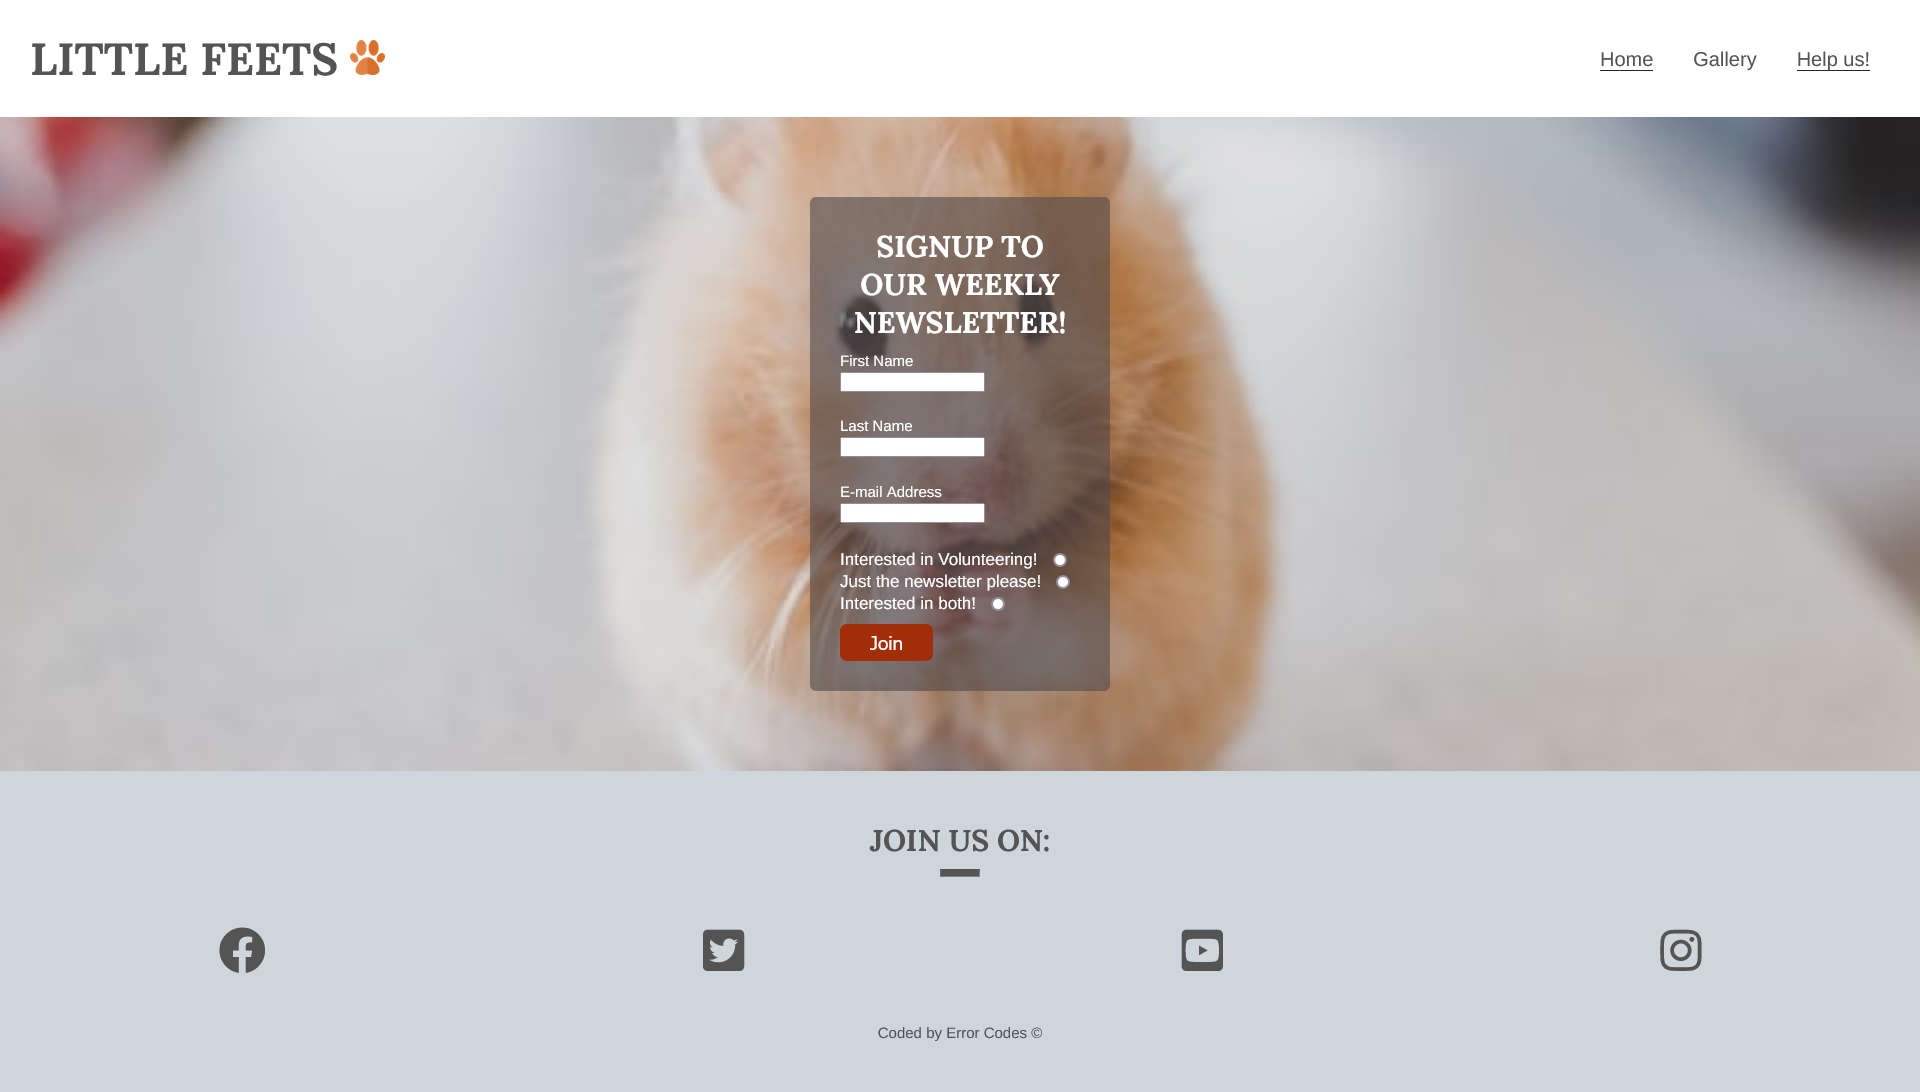 LITTLE FEETS
Home
Gallery
Help us!
SIGNUP TO
OUR WEEKLY
NEWSLETTER!
First Name
Last Name
E-mail Address
Interested in Volunteering!
Just the newsletter please!
Interested in both!
Join
JOIN US ON:
Coded by Error Codes ©